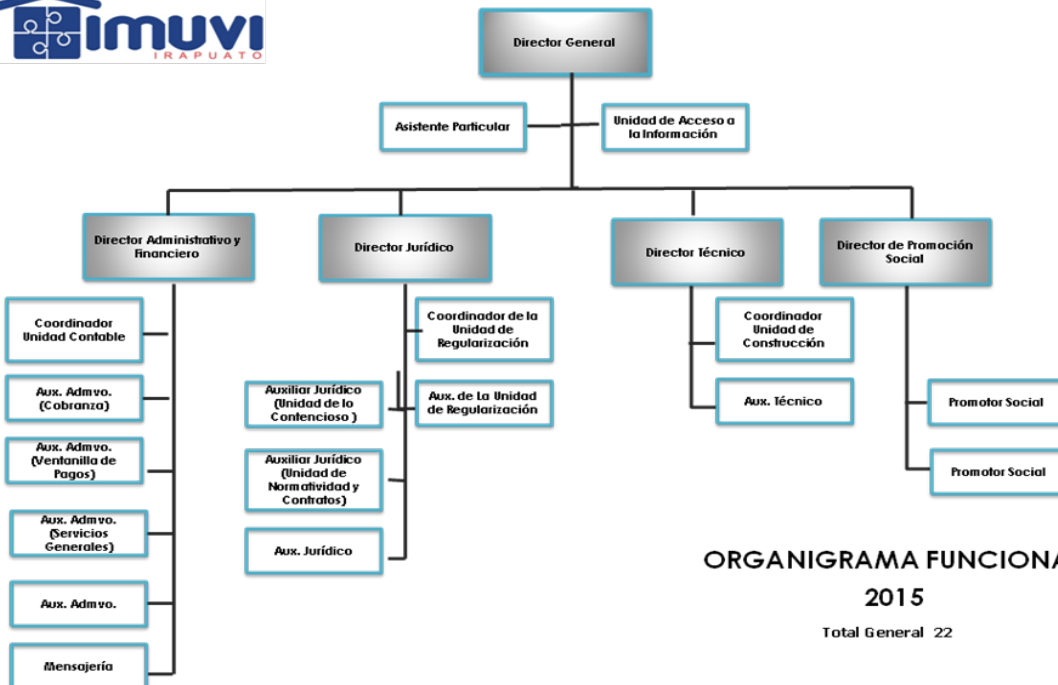 imuvi
IRAPUATO
Director General
Asistente Particular
Unidad de Acceso a
la Información
Director Administrativo y
Financiero
Director Jurídico
Director Técnico
Director de Promoción
Social
Coordinador
Unidad Contable
Aux. Admvo.
(Cobranza)
Aux. Admvo.
(Ventanilla de
Pagos)
Aux. Admvo.
(Servicios
Generales)
Aux. Admvo.
Mensajería
Coordinador de la
Unidad de
Regularización
Auxiliar Jurídico
(Unidad de lo
Contencioso )
Aux. de La Unidad
de Regularización
Auxiliar Jurídico
(Unidad de
Normatividad y
Contratos)
Aux. Jurídico
Coordinador
Unidad de
Construcción
Aux. Técnico
Promotor Social
Promotor Social
ORGANIGRAMA FUNCIONA
2015
Total General 22